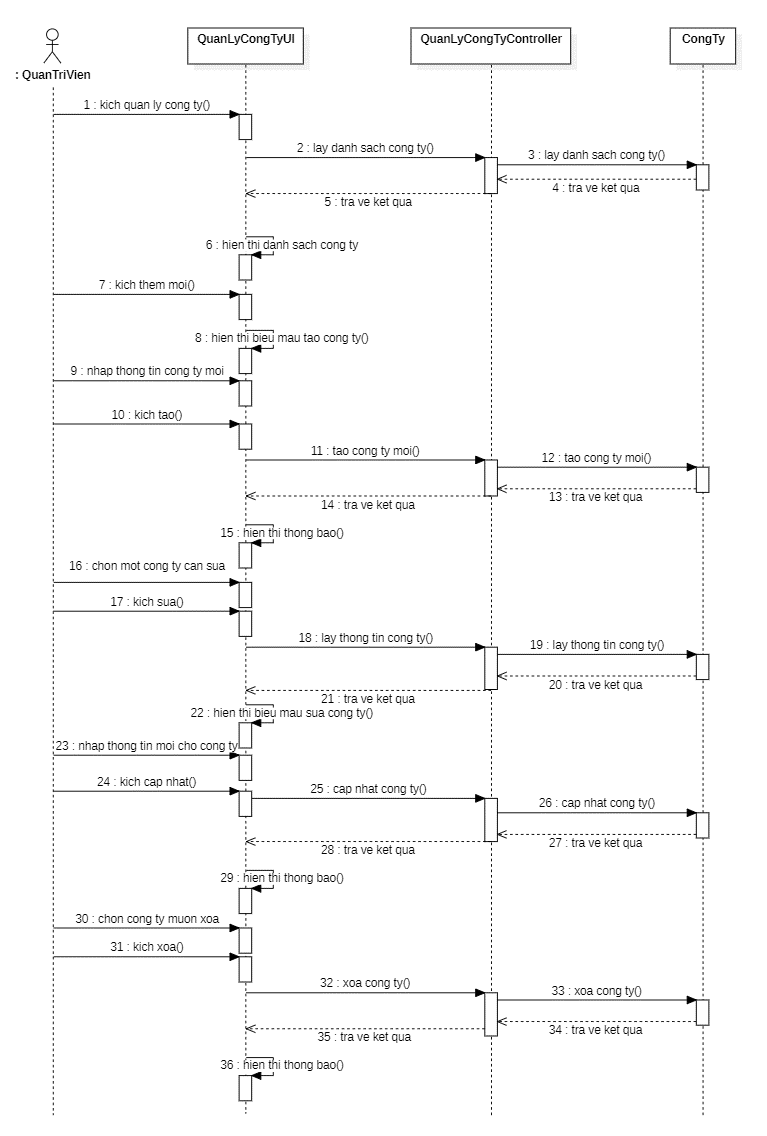 QuanLyCongTyUI
QuanLyCongTyController
CongTy
: QuanTriVien
1 : kich quan ly cong ty()
2 : lay danh sach cong ty()
3 : lay danh sach cong ty()
4 : tra ve ket qua
5 : tra ve ket qua
6 : hien thi danh sach cong ty
7 : kich them moi()
8 : hien thi bieu mau tao cong ty()
9 : nhap thong tin cong ty moi
10 : kich tao()
11 : tao cong ty moi()
12 : tao cong ty moi()
13 : tra ve ket qua
14 : tra ve ket qua
15 : hien thi thong bao()
16 : chon mot cong ty can sua
17 : kich sua()
18 : lay thong tin cong ty()
19 : lay thong tin cong ty()
20 : tra ve ket qua
21 : tra ve ket qua
22 : hien thi bieu mau sua cong ty()
23 : nhap thong tin moi cho cong ty
24 : kich cap nhat()
25 : cap nhat cong ty()
26 : cap nhat cong ty()
27 : tra ve ket qua
28 : tra ve ket qua
29 : hien thi thong bao()
30 : chon cong ty muon xoa
31 : kich xoa()
32 : xoa cong ty()
33 : xoa cong ty()
34 : tra ve ket qua
35 : tra ve ket qua
36 : hien thi thong bao()